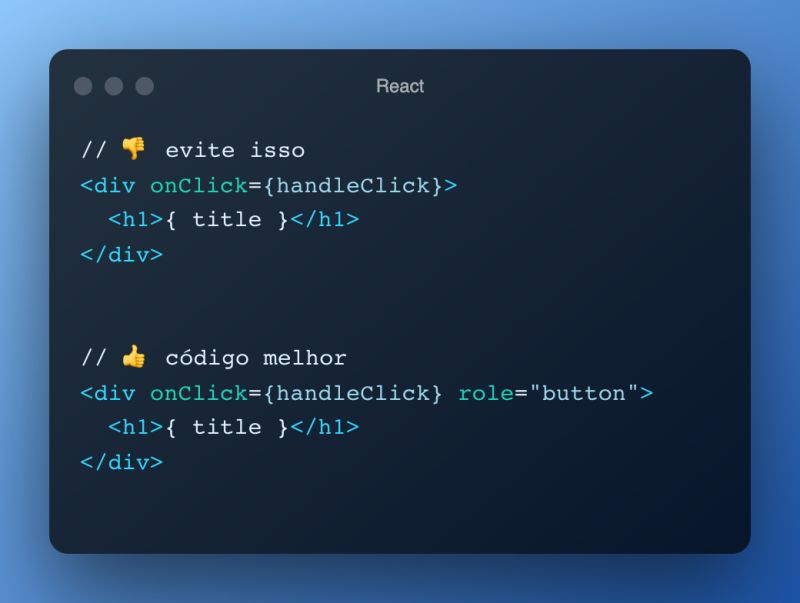 React
// 👎 evite isso
<div onClick={handleClick}>
  <h1>{ title }</h1>
</div>
// 👍 código melhor
<div onClick={handleClick} role="button">
  <h1>{ title }</h1>
</div>